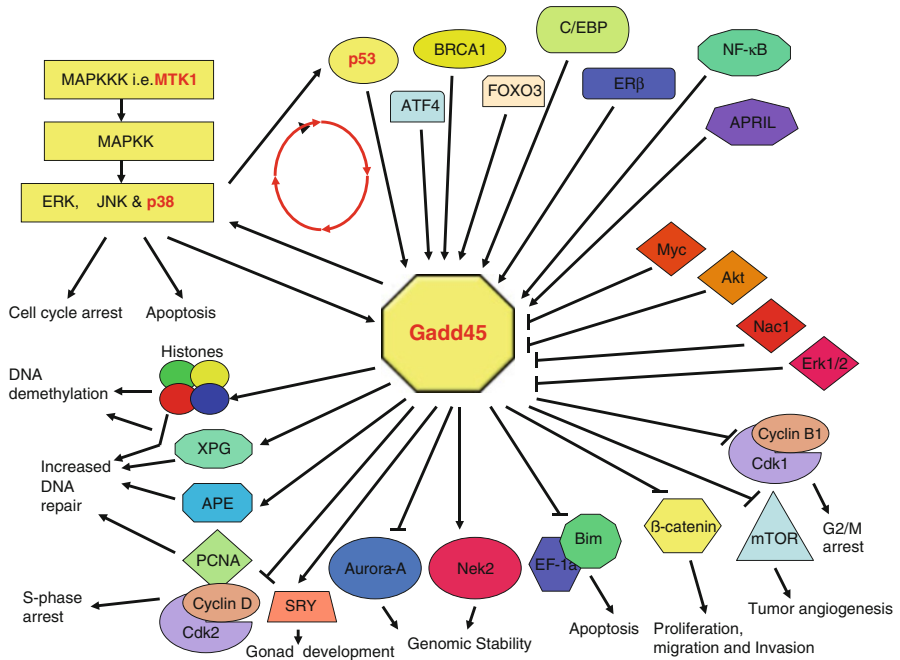 C/EBP
p53
BRCA1
NF-κB
MAPKKK i.e.MTK1
ATF4
FOXO3
ERβ
APRIL
MAPKK
ERK, JNK & p38
Myc
Akt
Cell cycle arrest
Apoptosis
Gadd45
Nac1
Erk1/2
Histones
DNA
demethylation
XPG
Cyclin B1
Cdk1
Increased
DNA
repair
APE
G2/M
arrest
PCNA
Aurora-A
Nek2
EF-1a
Bim
ß-catenin
mTOR
S-phase
arrest
Cyclin D
Cdk2
SRY
Gonad development
Genomic Stability
Apoptosis
Proliferation,
migration and Invasion
Tumor angiogenesis